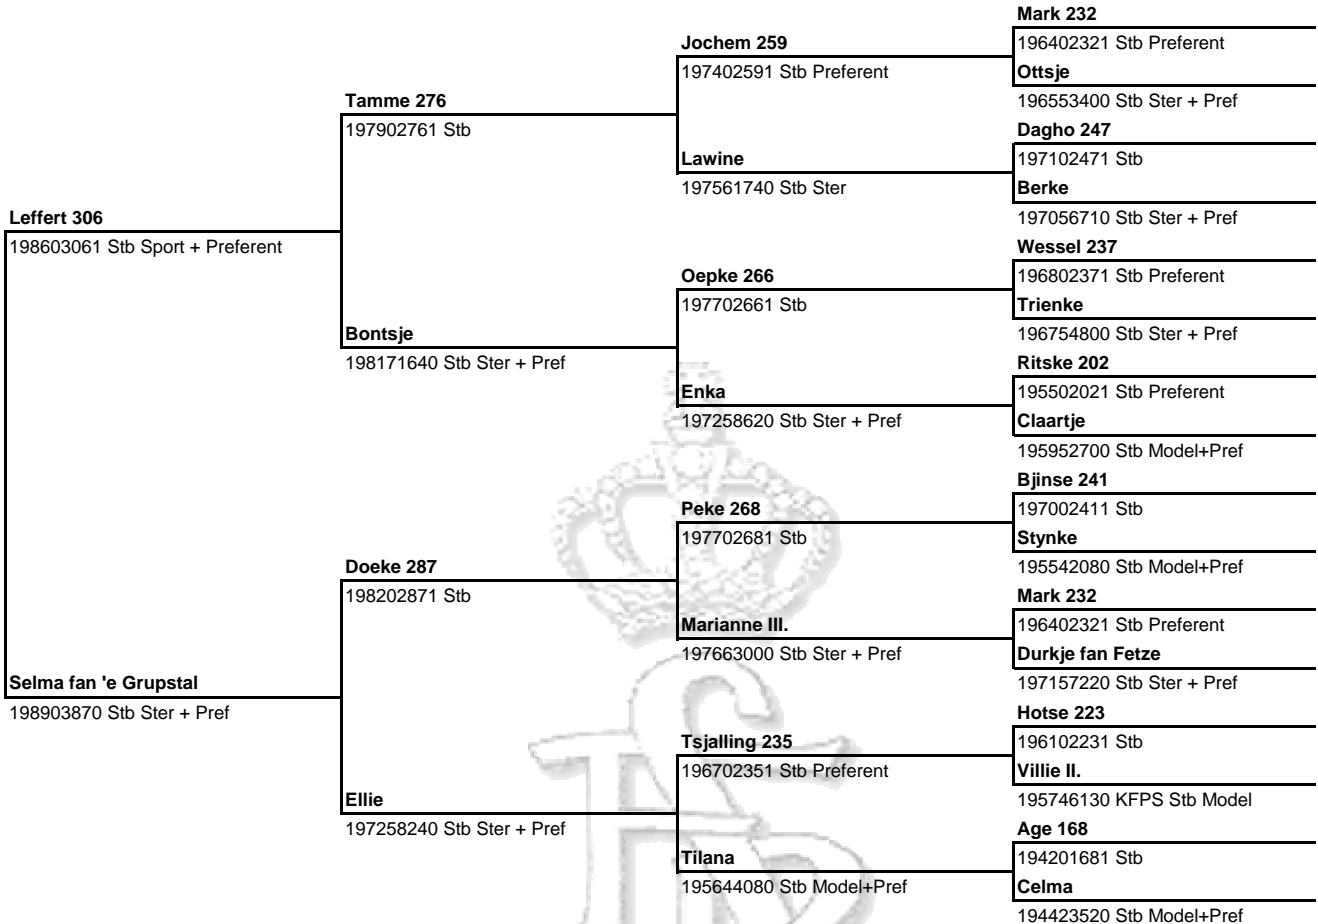 Mark 232
Jochem 259
196402321 Stb Preferent
197402591 Stb Preferent
Ottsje
Tamme 276
196553400 Stb Ster + Pref
197902761 Stb
Dagho 247
Lawine
197102471 Stb
197561740 Stb Ster
Berke
Leffert 306
197056710 Stb Ster + Pref
198603061 Stb Sport + Preferent
Wessel 237
Oepke 266
196802371 Stb Preferent
197702661 Stb
Trienke
Bontsje
196754800 Stb Ster + Pref
198171640 Stb Ster + Pref
Ritske 202
Enka
195502021 Stb Preferent
197258620 Stb Ster + Pref
Claartje
195952700 Stb Model+Pref
Bjinse 241
Peke 268
197002411 Stb
197702681 Stb
Stynke
Doeke 287
195542080 Stb Model+Pref
198202871 Stb
Mark 232
Marianne III.
196402321 Stb Preferent
197663000 Stb Ster + Pref
Durkje fan Fetze
Selma fan 'e Grupstal
197157220 Stb Ster + Pref
198903870 Stb Ster + Pref
Hotse 223
Tsjalling 235
196102231 Stb
196702351 Stb Preferent
Villie II.
Ellie
195746130 KFPS Stb Model
197258240 Stb Ster + Pref
Age 168
Tilana
194201681 Stb
195644080 Stb Model+Pref
Celma
194423520 Stb Model+Pref